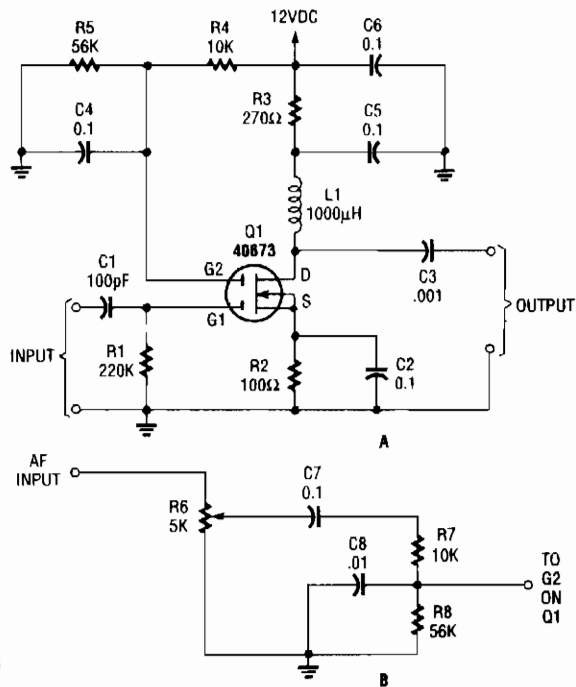 12VDC
R5
56K
R4
10K
C6
0.1
R3
270Ω
C4
0.1
C5
0.1
L1
1000µH
Q1
40673
C1
100pF
G2
D
S
G1
C3
.001
INPUT
OUTPUT
R1
220K
R2
100Ω
C2
0.1
A
AF
INPUT
R6
5K
C7
0.1
R7
10K
C8
.01
TO
G2
ON
Q1
R8
56K
B